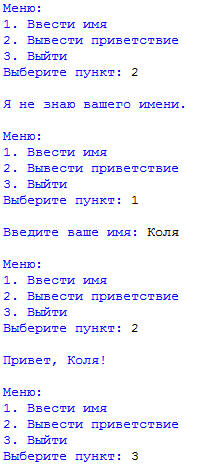 Меню:
1. Ввести имя
2. Вывести приветствие
3. Выйти
Выберите пункт: 2
Я не знаю вашего имени.
Меню:
1. Ввести имя
2. Вывести приветствие
3. Выйти
Выберите пункт: 1
Введите ваше имя: Коля
Меню:
1. Ввести имя
2. Вывести приветствие
3. Выйти
Выберите пункт: 2
Привет, Коля!
Меню:
1. Ввести имя
2. Вывести приветствие
3. Выйти
Выберите пункт: 3